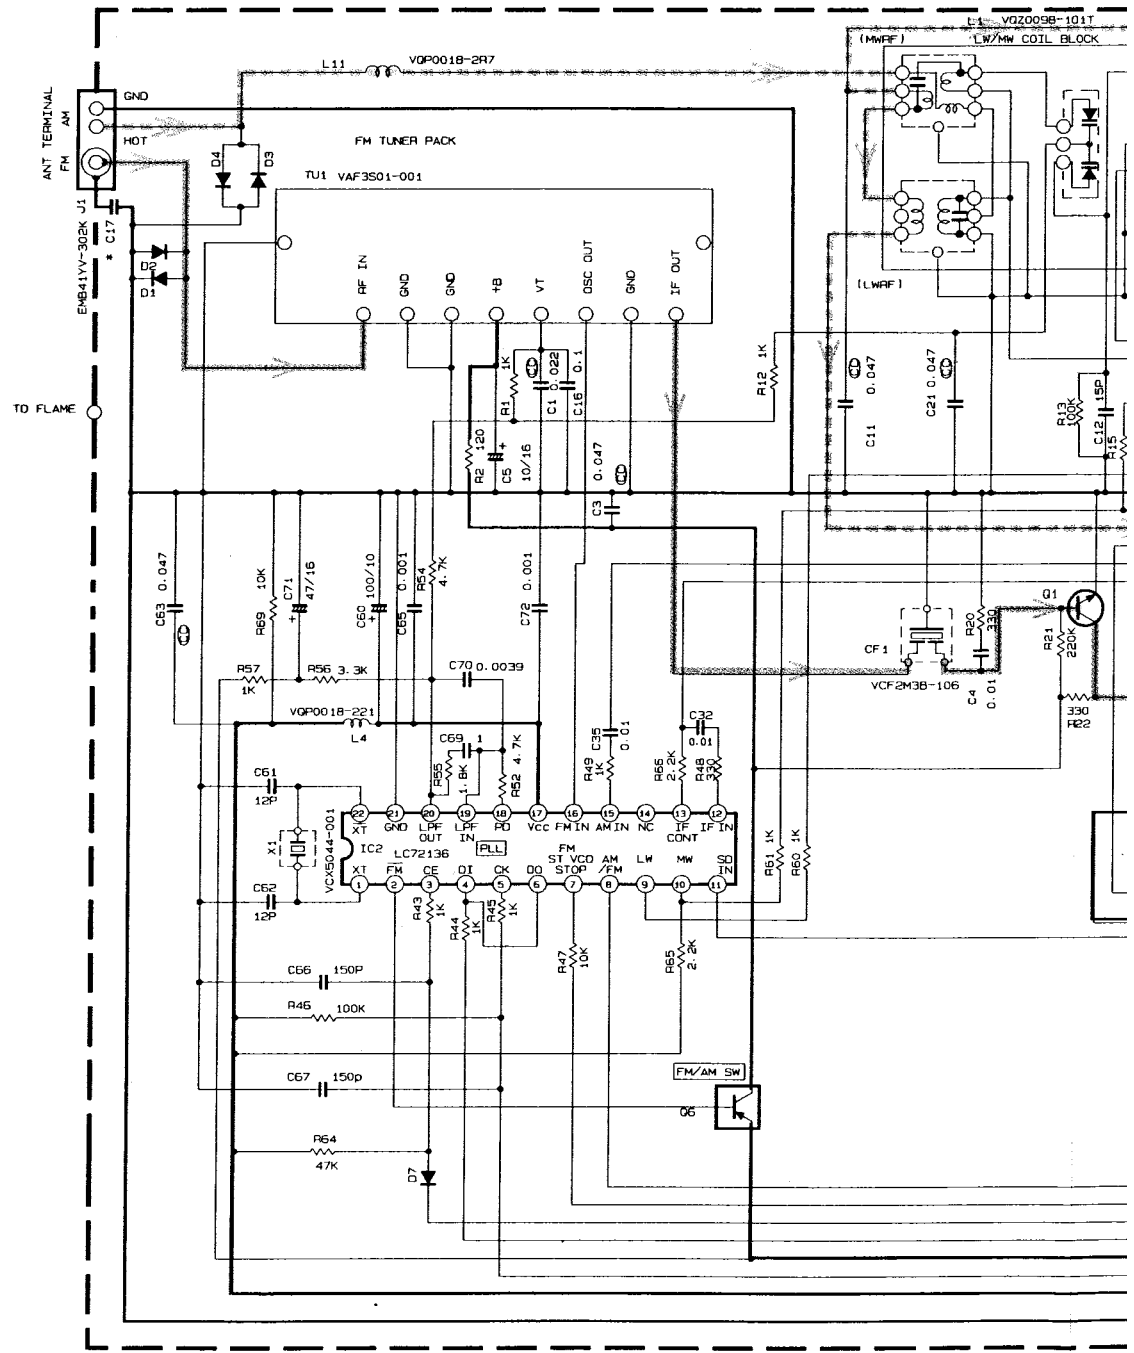 L1 VQZ0098-101T
(MWRF) LW/MW COIL BLOCK
L11 VQP0018-2R7
GND
ANT TERMINAL
AM
FM
HOT
FM TUNER PACK
D4
D3
TU1 VAF3S01-001
J1
EMB41YV-302K
* C17
D2
D1
RF IN
GND
GND
+B
VT
OSC OUT
GND
IF OUT
(LWRF)
TO FLAME
R1 1K
C1 0.022
C16 0.1
R12 1K
C11 0.047
C21 0.047
R13 100K
C12 15P
R15
R2 120
C5 10/16
+
C3 0.047
C63 0.047
R69 10K
C71 47/16
+
C60 100/10
+
C65 0.001
R54 4.7K
C72 0.001
Q1
R20 330
R21 220K
CF1
VCF2M3B-106
C4 0.01
330
R22
R57
1K
R56 3.3K
C70 0.0039
VQP0018-221
L4
C69 1
R55 1.8K
R52 4.7K
C35 0.01
R49 1K
C32
0.01
R66 2.2K
R48 330
C61
12P
X1
VCX5044-001
C62
12P
22 21 20 19 18 17 16 15 14 13 12
XT GND LPF OUT LPF IN PD Vcc FMIN AMIN NC IF CONT IF IN
IC2 LC72136 PLL
XT FM CE DI CK DO FM ST VCO STOP AM /FM LW MW SD IN
1 2 3 4 5 6 7 8 9 10 11
R61 1K
R60 1K
R43 1K
R44 1K
R45 1K
R47 10K
R65 2.2K
C66 150P
R46 100K
C67 150p
FM/AM SW
Q6
R64
47K
D7